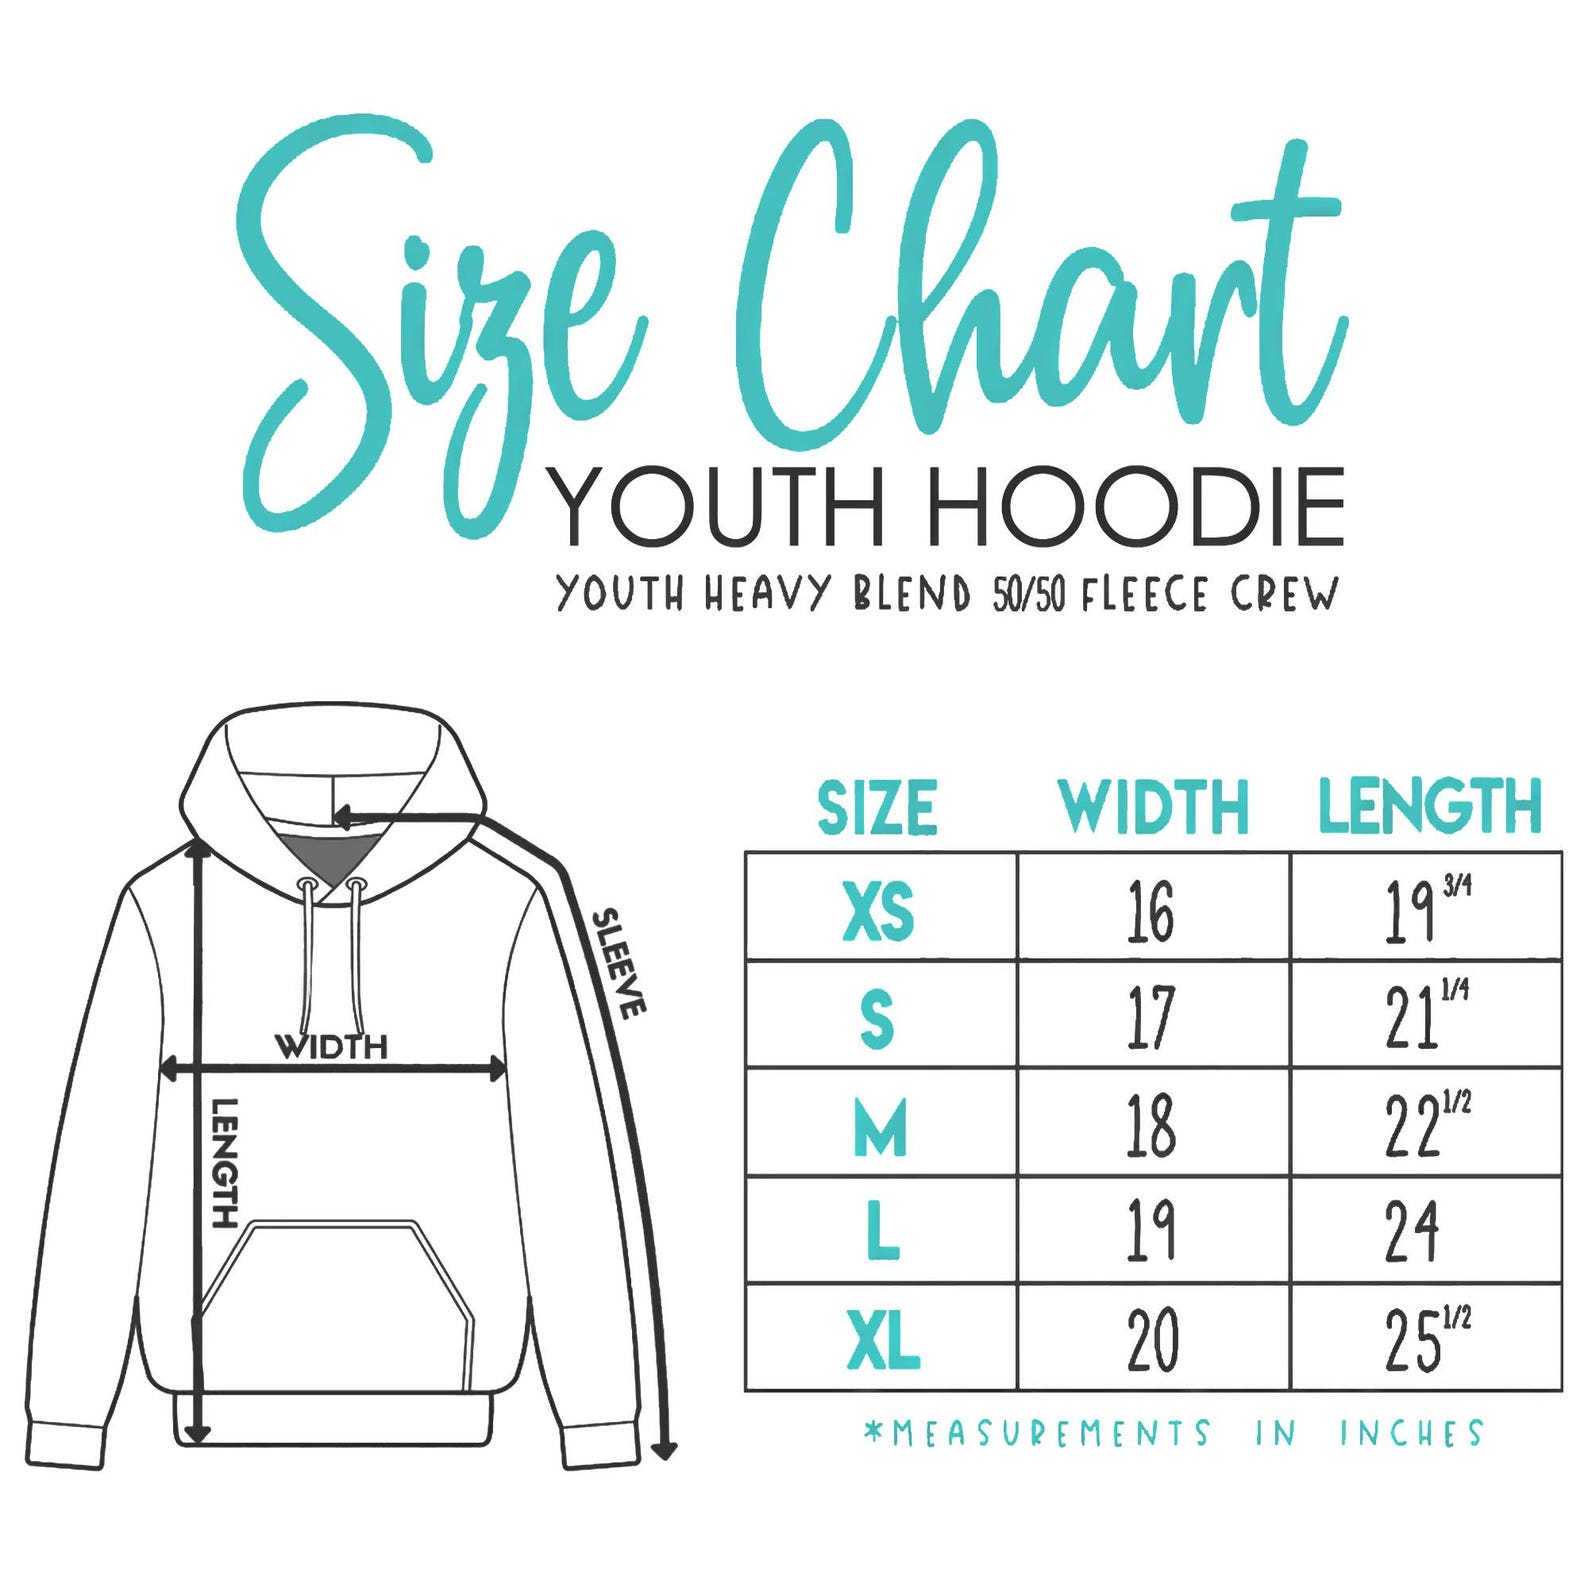 Size Chart
YOUTH HOODIE
YOUTH HEAVY BLEND 50/50 FLEECE CREW
SLEEVE
WIDTH
LENGTH
SIZE WIDTH LENGTH
XS 16 19 3/4
S 17 21 1/4
M 18 22 1/2
L 19 24
XL 20 25 1/2
*MEASUREMENTS IN INCHES